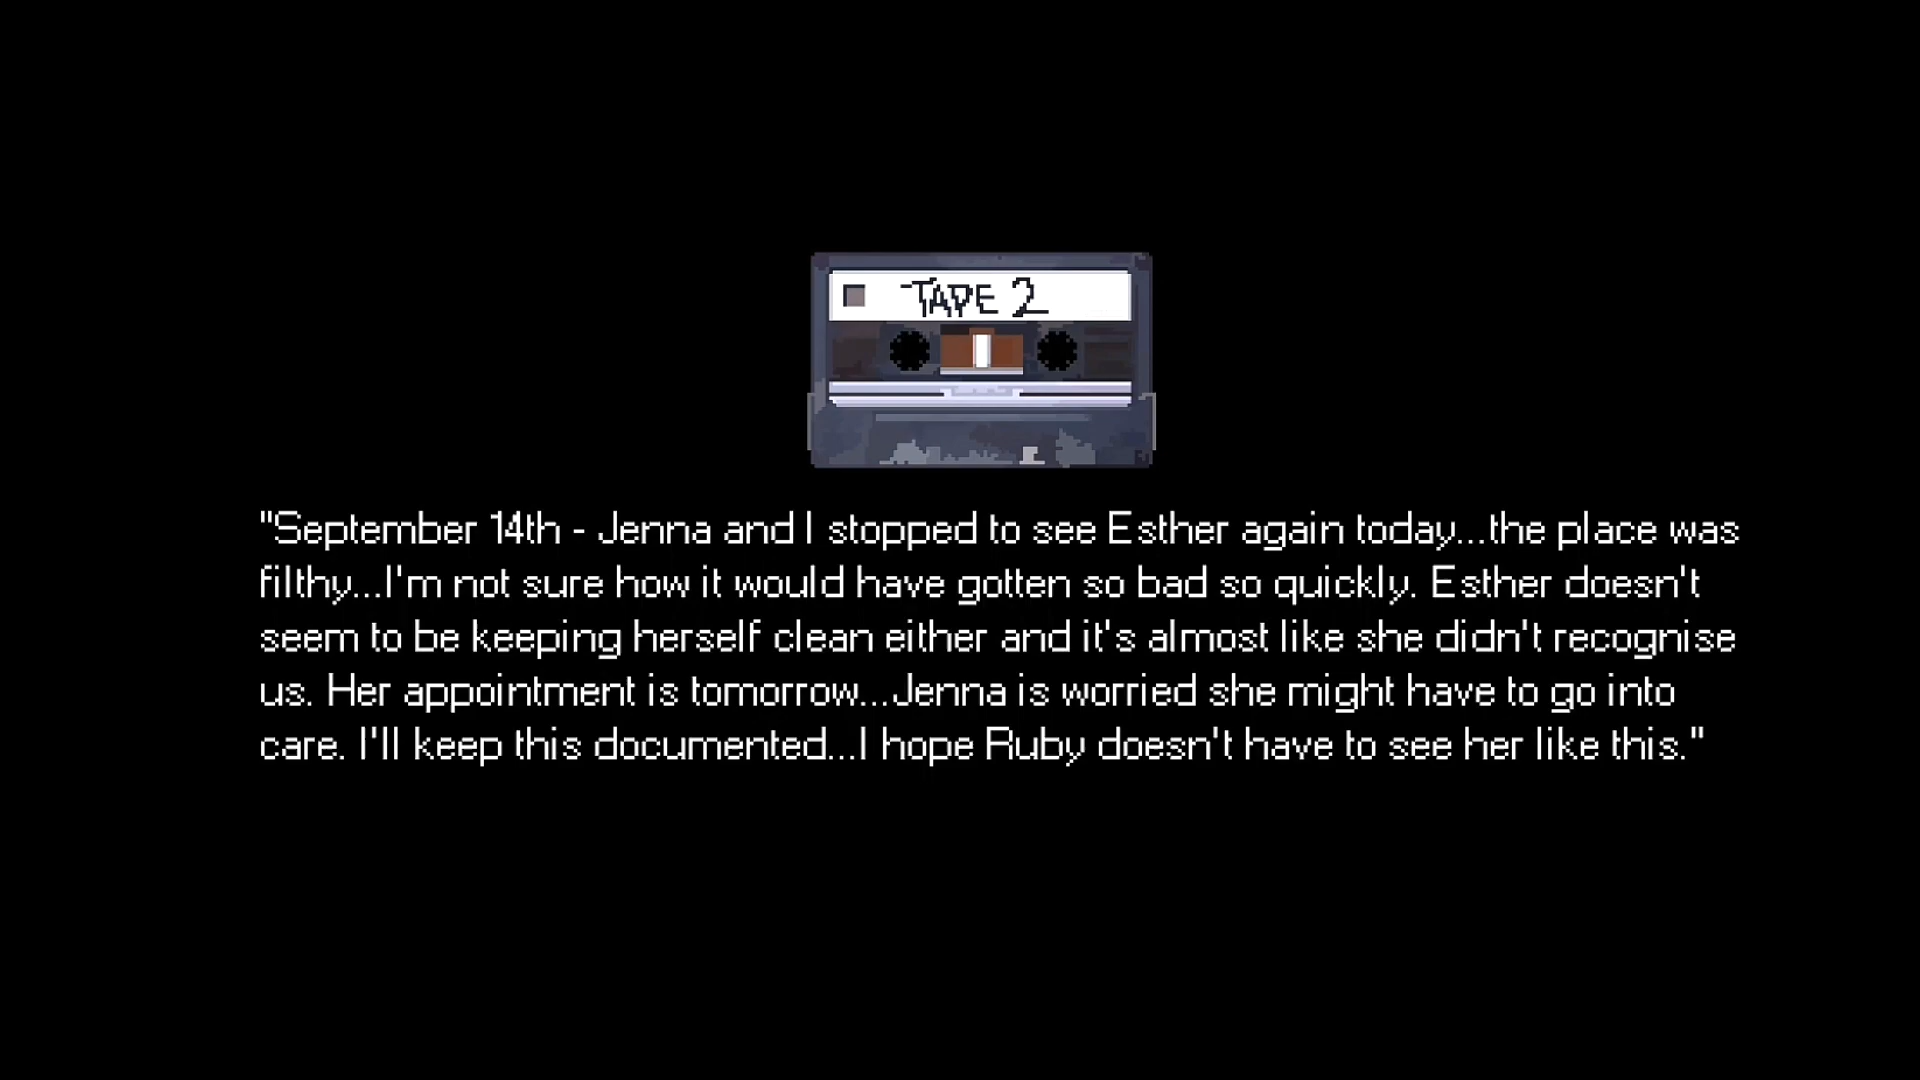 TAPE 2
"September 14th - Jenna and I stopped to see Esther again today...the place was
filthy...I'm not sure how it would have gotten so bad so quickly. Esther doesn't
seem to be keeping herself clean either and it's almost like she didn't recognise
us. Her appointment is tomorrow...Jenna is worried she might have to go into
care. I'll keep this documented...I hope Ruby doesn't have to see her like this."